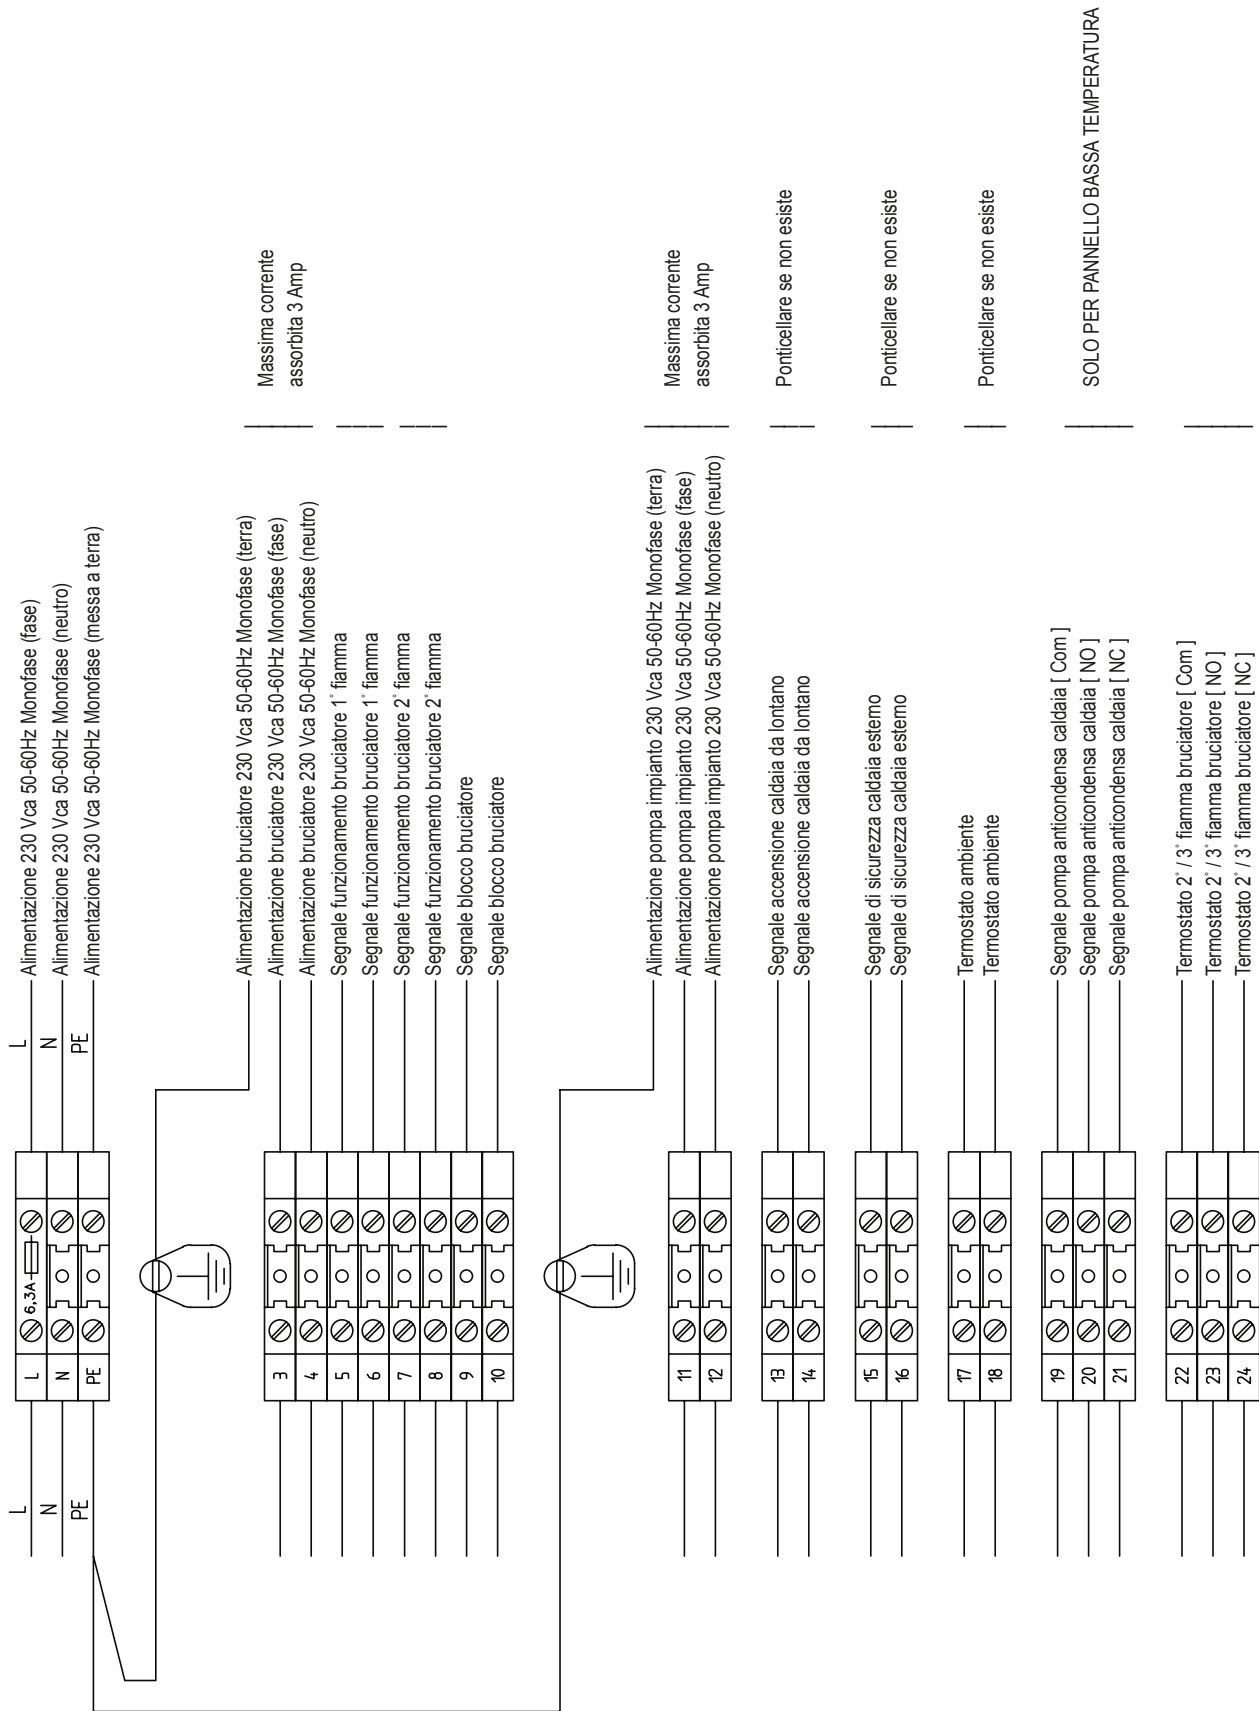 L
N
PE
L
6,3A
N
PE
L
N
PE
Alimentazione 230 Vca 50-60Hz Monofase (fase)
Alimentazione 230 Vca 50-60Hz Monofase (neutro)
Alimentazione 230 Vca 50-60Hz Monofase (messa a terra)
Alimentazione bruciatore 230 Vca 50-60Hz Monofase (terra)
3
Alimentazione bruciatore 230 Vca 50-60Hz Monofase (fase)
4
Alimentazione bruciatore 230 Vca 50-60Hz Monofase (neutro)
Massima corrente
assorbita 3 Amp
5
Segnale funzionamento bruciatore 1° fiamma
6
Segnale funzionamento bruciatore 1° fiamma
7
Segnale funzionamento bruciatore 2° fiamma
8
Segnale funzionamento bruciatore 2° fiamma
9
Segnale blocco bruciatore
10
Segnale blocco bruciatore
Alimentazione pompa impianto 230 Vca 50-60Hz Monofase (terra)
11
Alimentazione pompa impianto 230 Vca 50-60Hz Monofase (fase)
12
Alimentazione pompa impianto 230 Vca 50-60Hz Monofase (neutro)
Massima corrente
assorbita 3 Amp
13
Segnale accensione caldaia da lontano
14
Segnale accensione caldaia da lontano
Ponticellare se non esiste
15
Segnale di sicurezza caldaia esterno
16
Segnale di sicurezza caldaia esterno
Ponticellare se non esiste
17
Termostato ambiente
18
Termostato ambiente
Ponticellare se non esiste
19
Segnale pompa anticondensa caldaia [ Com ]
20
Segnale pompa anticondensa caldaia [ NO ]
21
Segnale pompa anticondensa caldaia [ NC ]
SOLO PER PANNELLO BASSA TEMPERATURA
22
Termostato 2° / 3° fiamma bruciatore [ Com ]
23
Termostato 2° / 3° fiamma bruciatore [ NO ]
24
Termostato 2° / 3° fiamma bruciatore [ NC ]